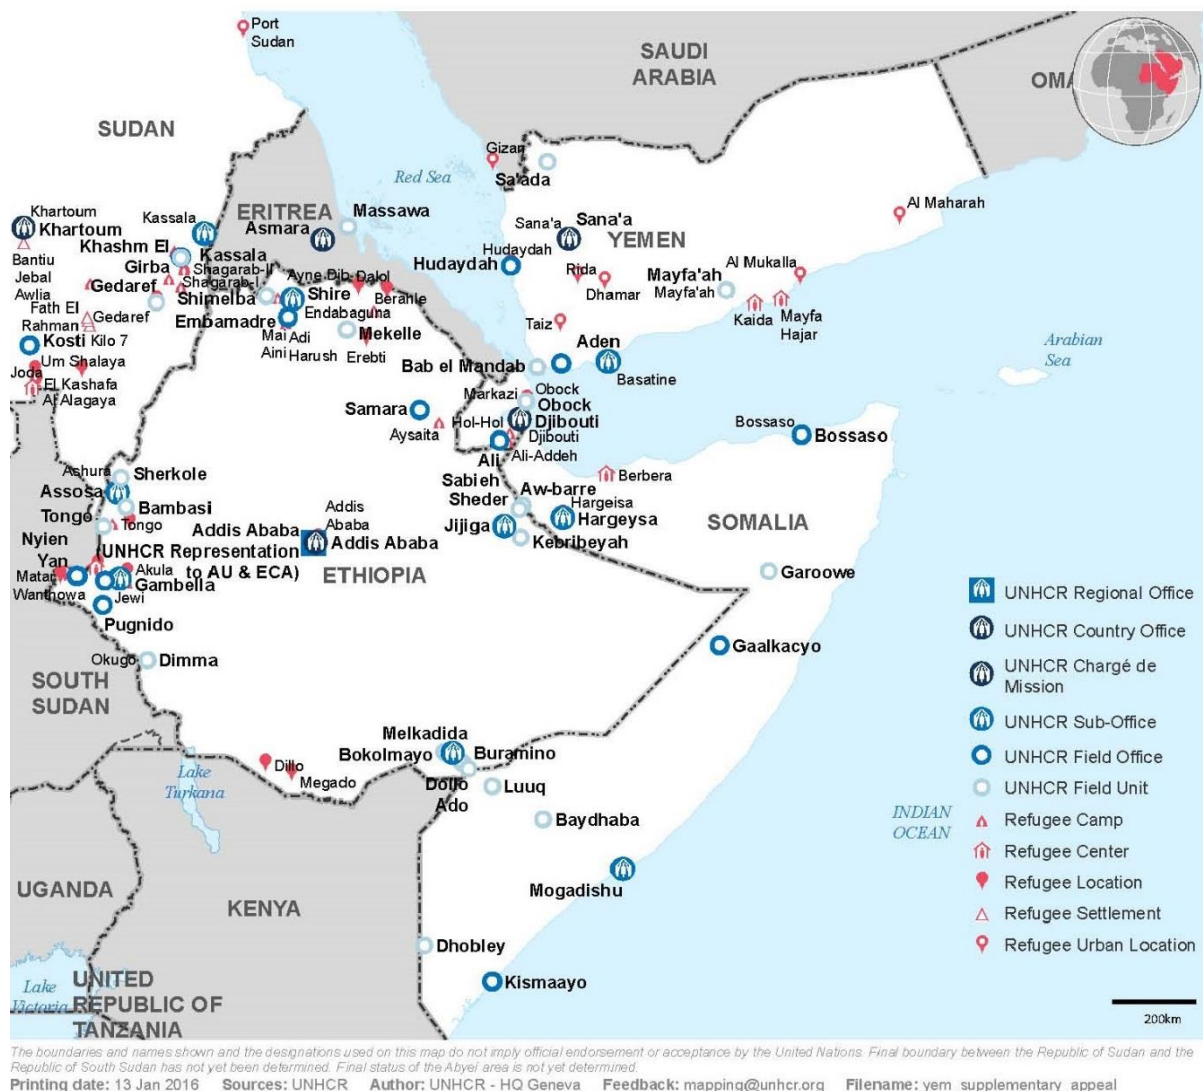 Port
Sudan
SAUDI
ARABIA
OMA
SUDAN
Gizan
Sa'ada
Red Sea
Al Maharah
Khartoum
Khartoum
Kassala
ERITREA
Massawa
Asmara
Sana'a
Sana'a
YEMEN
Bantiu
Jebal
Awlia
Khashm El
Girba
Kassala
Shagarab-II
Shagarab-I
Hudaydah
Hudaydah
Rida
Dhamar
Mayfa'ah
Mayfa'ah
Al Mukalla
Gedaref
Shimelba
Ayne Dib
Dalol
Shire
Berahle
Endabaguna
Kaida
Mayfa
Hajar
Fath El
Rahman
Gedaref
Embamadre
Mekelle
Taiz
Kosti
Kilo 7
Mai
Aini
Adi
Harush
Erebti
Aden
Arabian
Sea
Um Shalaya
Joda
El Kashafa
Al Alagaya
Bab el Mandab
Basatine
Markazi
Obock
Obock
Samara
Aysaita
Hol-Hol
Djibouti
Djibouti
Bossaso
Bossaso
Ali
Sabieh
Ali-Addeh
Ashura
Sherkole
Berbera
Assosa
Bambasi
Sheder
Aw-barre
Hargeisa
Tongo
Tongo
Addis Ababa
Addis
Ababa
Addis Ababa
Jijiga
Hargeysa
SOMALIA
Nyien
Yan
(UNHCR Representation
to AU & ECA)
Kebribeyah
Matar
Wanthowa
Akula
Gambella
Jewi
ETHIOPIA
Garoowe
Pugnido
Okugo
Dimma
Gaalkacyo
SOUTH
SUDAN
Melkadida
Bokolmayo
Buramino
Dillo
Megado
Dollo
Ado
Luuq
Lake
Turkana
Baydhaba
INDIAN
OCEAN
UGANDA
KENYA
Mogadishu
Dhobley
Kismaayo
Lake
Victoria
UNITED
REPUBLIC OF
TANZANIA
UNHCR Regional Office
UNHCR Country Office
UNHCR Chargé de
Mission
UNHCR Sub-Office
UNHCR Field Office
UNHCR Field Unit
Refugee Camp
Refugee Center
Refugee Location
Refugee Settlement
Refugee Urban Location
200km
The boundaries and names shown and the designations used on this map do not imply official endorsement or acceptance by the United Nations. Final boundary between the Republic of Sudan and the
Republic of South Sudan has not yet been determined. Final status of the Abyei area is not yet determined.
Printing date: 13 Jan 2016 Sources: UNHCR Author: UNHCR - HQ Geneva Feedback: mapping@unhcr.org Filename: yem_supplementary_appeal